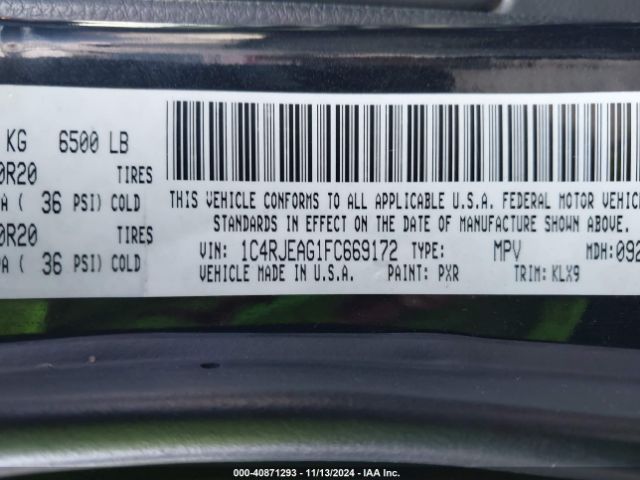 KG 6500 LB
0R20 TIRES
A ( 36 PSI) COLD
0R20 TIRES
PA ( 36 PSI) COLD
THIS VEHICLE CONFORMS TO ALL APPLICABLE U.S.A. FEDERAL MOTOR VEHICLE
STANDARDS IN EFFECT ON THE DATE OF MANUFACTURE SHOWN ABOVE.
VIN: 1C4RJEAG1FC669172 TYPE: MPV MDH:092
VEHICLE MADE IN U.S.A. PAINT: PXR TRIM: KLX9
000-40871293 - 11/13/2024 - IAA Inc.